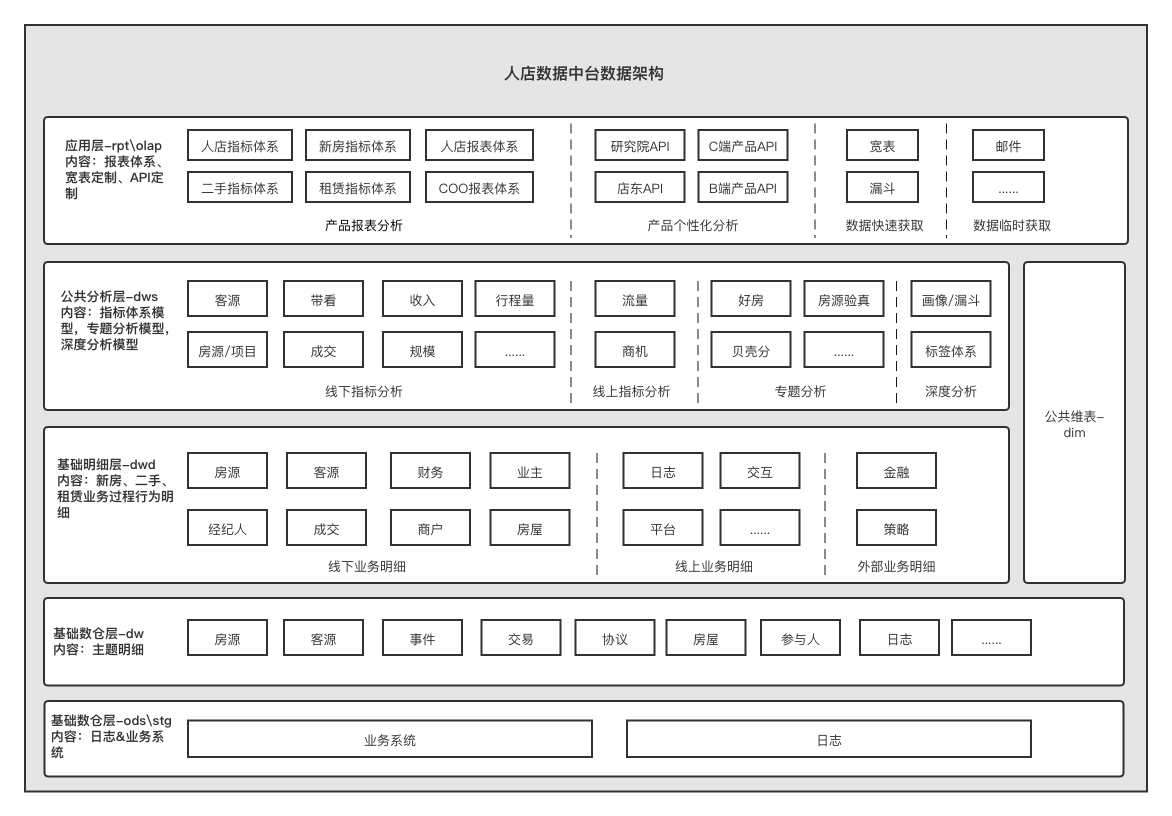 人店数据中台数据架构
应用层-rpt\olap
内容：报表体系、
宽表定制、API定
制
人店指标体系
新房指标体系
人店报表体系
二手指标体系
租赁指标体系
COO报表体系
产品报表分析
研究院API
C端产品API
店东API
B端产品API
产品个性化分析
宽表
漏斗
数据快速获取
邮件
......
数据临时获取
公共分析层-dws
内容：指标体系模
型，专题分析模型，
深度分析模型
客源
带看
收入
行程量
房源/项目
成交
规模
......
线下指标分析
流量
商机
线上指标分析
好房
房源验真
贝壳分
......
专题分析
画像/漏斗
标签体系
深度分析
公共维表-
dim
基础明细层-dwd
内容：新房、二手、
租赁业务过程行为明
细
房源
客源
财务
业主
经纪人
成交
商户
房屋
线下业务明细
日志
交互
平台
......
线上业务明细
金融
策略
外部业务明细
基础数仓层-dw
内容：主题明细
房源
客源
事件
交易
协议
房屋
参与人
日志
......
基础数仓层-ods\stg
内容：日志&业务系
统
业务系统
日志